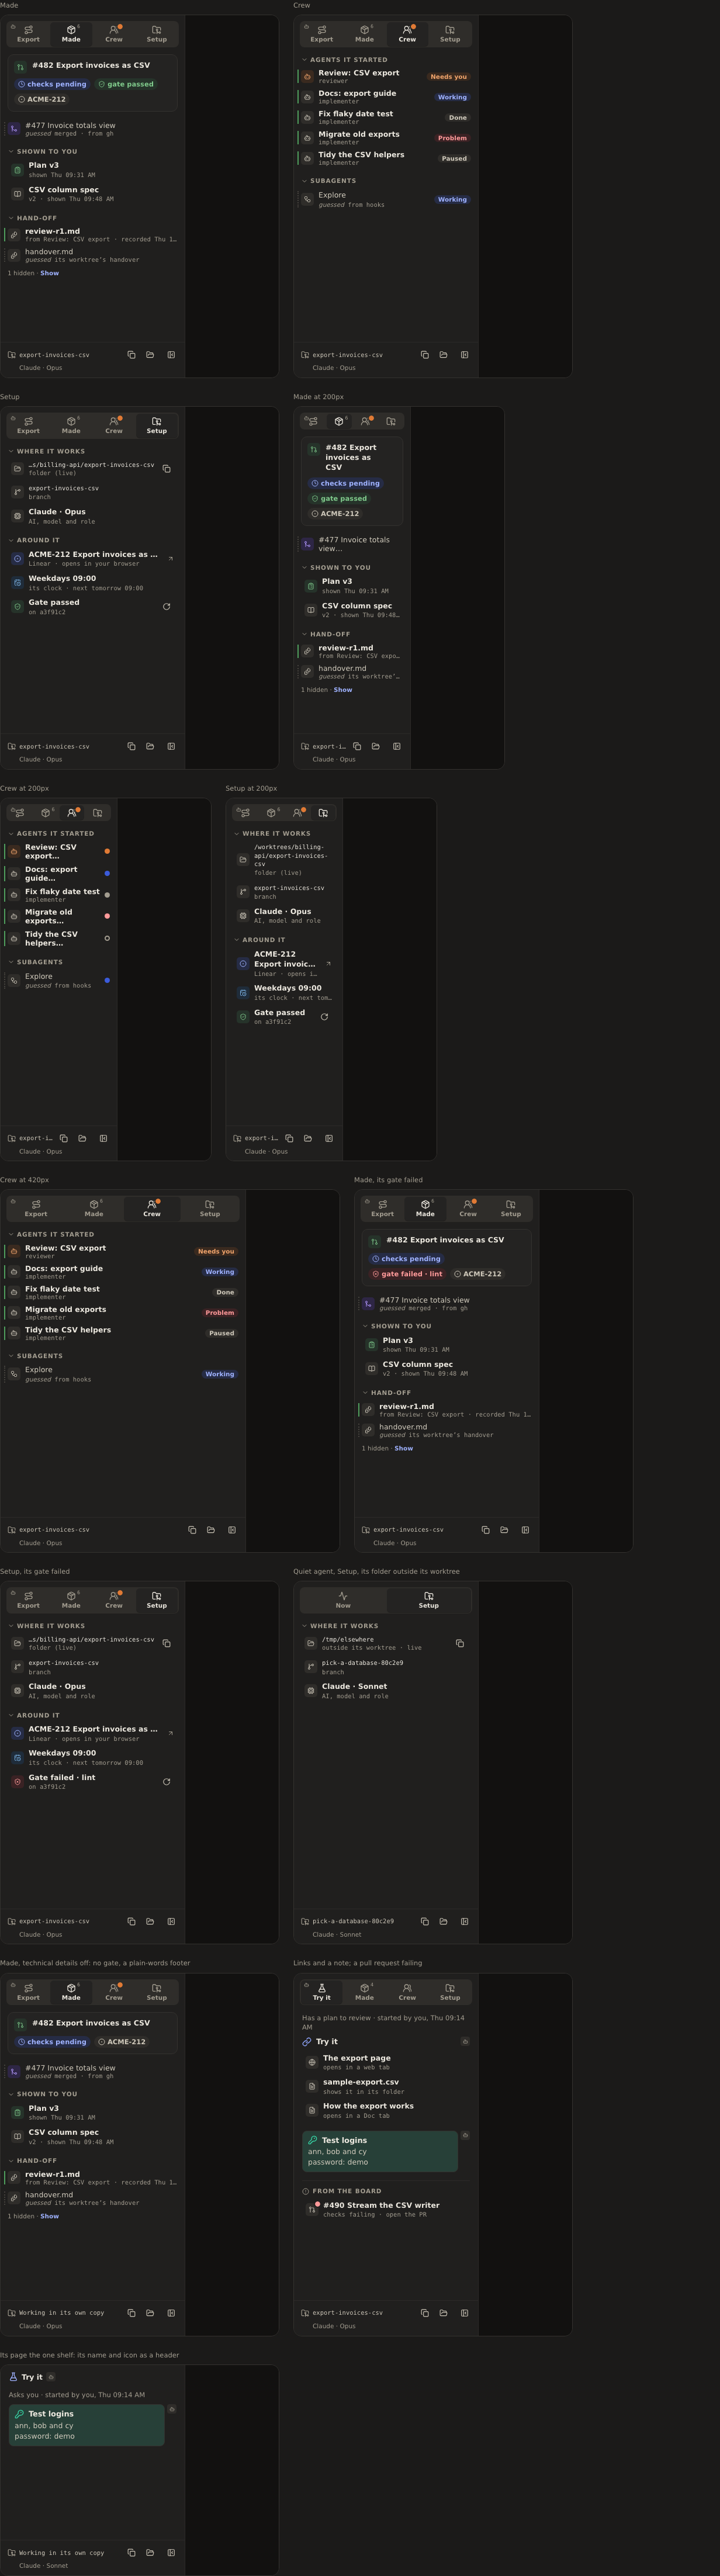 Made
Crew
Export
Made
6
Crew
Setup
#482 Export invoices as CSV
checks pending
gate passed
ACME-212
#477 Invoice totals view
guessed merged · from gh
SHOWN TO YOU
Plan v3
shown Thu 09:31 AM
CSV column spec
v2 · shown Thu 09:48 AM
HAND-OFF
review-r1.md
from Review: CSV export · recorded Thu 1…
handover.md
guessed its worktree's handover
1 hidden · Show
export-invoices-csv
Claude · Opus
Export
Made
6
Crew
Setup
AGENTS IT STARTED
Review: CSV export
reviewer
Needs you
Docs: export guide
implementer
Working
Fix flaky date test
implementer
Done
Migrate old exports
implementer
Problem
Tidy the CSV helpers
implementer
Paused
SUBAGENTS
Explore
guessed from hooks
Working
export-invoices-csv
Claude · Opus
Setup
Made at 200px
Export
Made
6
Crew
Setup
WHERE IT WORKS
…s/billing-api/export-invoices-csv
folder (live)
export-invoices-csv
branch
Claude · Opus
AI, model and role
AROUND IT
ACME-212 Export invoices as …
Linear · opens in your browser
Weekdays 09:00
its clock · next tomorrow 09:00
Gate passed
on a3f91c2
export-invoices-csv
Claude · Opus
6
#482 Export
invoices as
CSV
checks pending
gate passed
ACME-212
#477 Invoice totals
view…
SHOWN TO YOU
Plan v3
shown Thu 09:31 AM
CSV column spec
v2 · shown Thu 09:48…
HAND-OFF
review-r1.md
from Review: CSV expo…
handover.md
guessed its worktree'…
1 hidden · Show
export-i…
Claude · Opus
Crew at 200px
Setup at 200px
6
AGENTS IT STARTED
Review: CSV
export…
Docs: export
guide…
Fix flaky date test
implementer
Migrate old
exports…
Tidy the CSV
helpers…
SUBAGENTS
Explore
guessed from hooks
export-i…
Claude · Opus
6
WHERE IT WORKS
/worktrees/billing-
api/export-invoices-
csv
folder (live)
export-invoices-csv
branch
Claude · Opus
AI, model and role
AROUND IT
ACME-212
Export invoic…
Linear · opens i…
Weekdays 09:00
its clock · next tom…
Gate passed
on a3f91c2
export-i…
Claude · Opus
Crew at 420px
Made, its gate failed
Export
Made
6
Crew
Setup
AGENTS IT STARTED
Review: CSV export
reviewer
Needs you
Docs: export guide
implementer
Working
Fix flaky date test
implementer
Done
Migrate old exports
implementer
Problem
Tidy the CSV helpers
implementer
Paused
SUBAGENTS
Explore
guessed from hooks
Working
export-invoices-csv
Claude · Opus
Export
Made
6
Crew
Setup
#482 Export invoices as CSV
checks pending
gate failed · lint
ACME-212
#477 Invoice totals view
guessed merged · from gh
SHOWN TO YOU
Plan v3
shown Thu 09:31 AM
CSV column spec
v2 · shown Thu 09:48 AM
HAND-OFF
review-r1.md
from Review: CSV export · recorded Thu 1…
handover.md
guessed its worktree's handover
1 hidden · Show
export-invoices-csv
Claude · Opus
Setup, its gate failed
Quiet agent, Setup, its folder outside its worktree
Export
Made
6
Crew
Setup
WHERE IT WORKS
…s/billing-api/export-invoices-csv
folder (live)
export-invoices-csv
branch
Claude · Opus
AI, model and role
AROUND IT
ACME-212 Export invoices as …
Linear · opens in your browser
Weekdays 09:00
its clock · next tomorrow 09:00
Gate failed · lint
on a3f91c2
export-invoices-csv
Claude · Opus
Now
Setup
WHERE IT WORKS
/tmp/elsewhere
outside its worktree · live
pick-a-database-80c2e9
branch
Claude · Sonnet
AI, model and role
pick-a-database-80c2e9
Claude · Sonnet
Made, technical details off: no gate, a plain-words footer
Links and a note; a pull request failing
Export
Made
6
Crew
Setup
#482 Export invoices as CSV
checks pending
ACME-212
#477 Invoice totals view
guessed merged · from gh
SHOWN TO YOU
Plan v3
shown Thu 09:31 AM
CSV column spec
v2 · shown Thu 09:48 AM
HAND-OFF
review-r1.md
from Review: CSV export · recorded Thu 1…
handover.md
guessed its worktree's handover
1 hidden · Show
Working in its own copy
Claude · Opus
Try it
Made
4
Crew
Setup
Has a plan to review · started by you, Thu 09:14
AM
Try it
The export page
opens in a web tab
sample-export.csv
shows it in its folder
How the export works
opens in a Doc tab
Test logins
ann, bob and cy
password: demo
FROM THE BOARD
#490 Stream the CSV writer
checks failing · open the PR
export-invoices-csv
Claude · Opus
Its page the one shelf: its name and icon as a header
Try it
Asks you · started by you, Thu 09:14 AM
Test logins
ann, bob and cy
password: demo
Working in its own copy
Claude · Sonnet